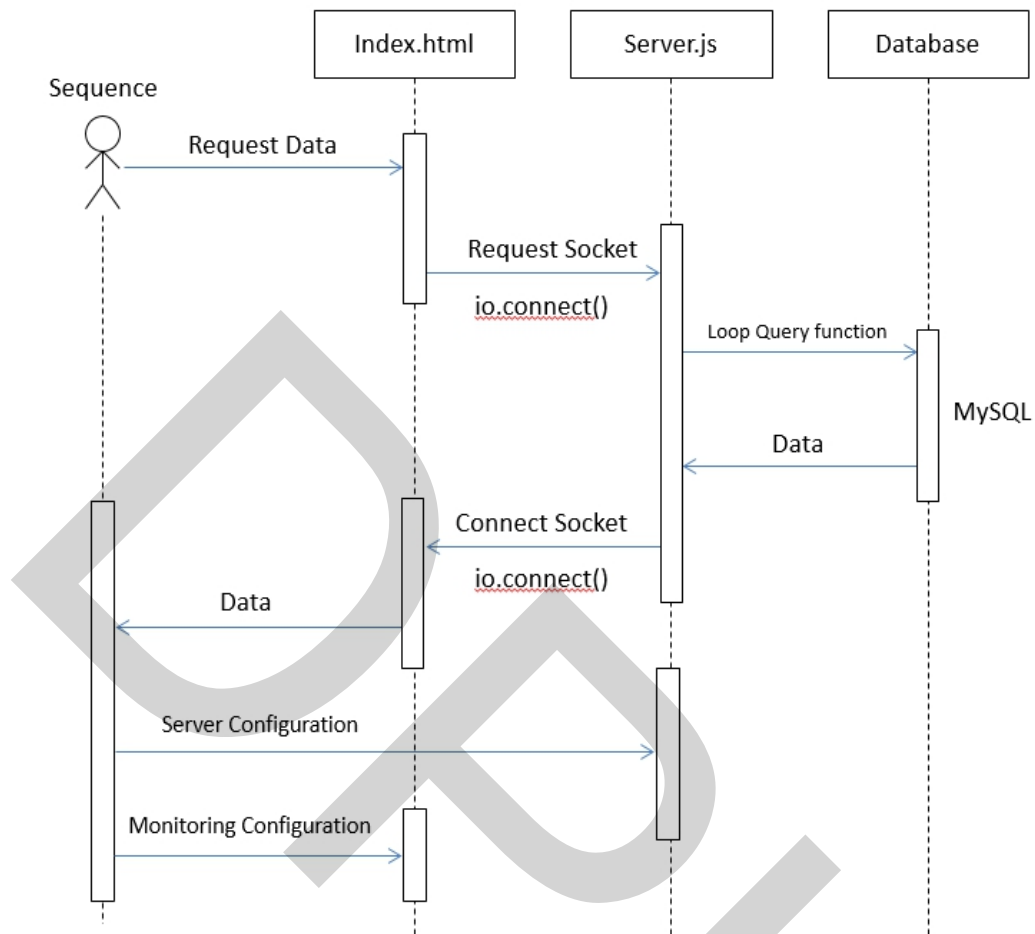 Index.html
Server.js
Database
Sequence
Request Data
Request Socket
io.connect()
Loop Query function
MySQL
Data
Connect Socket
io.connect()
Data
Server Configuration
Monitoring Configuration